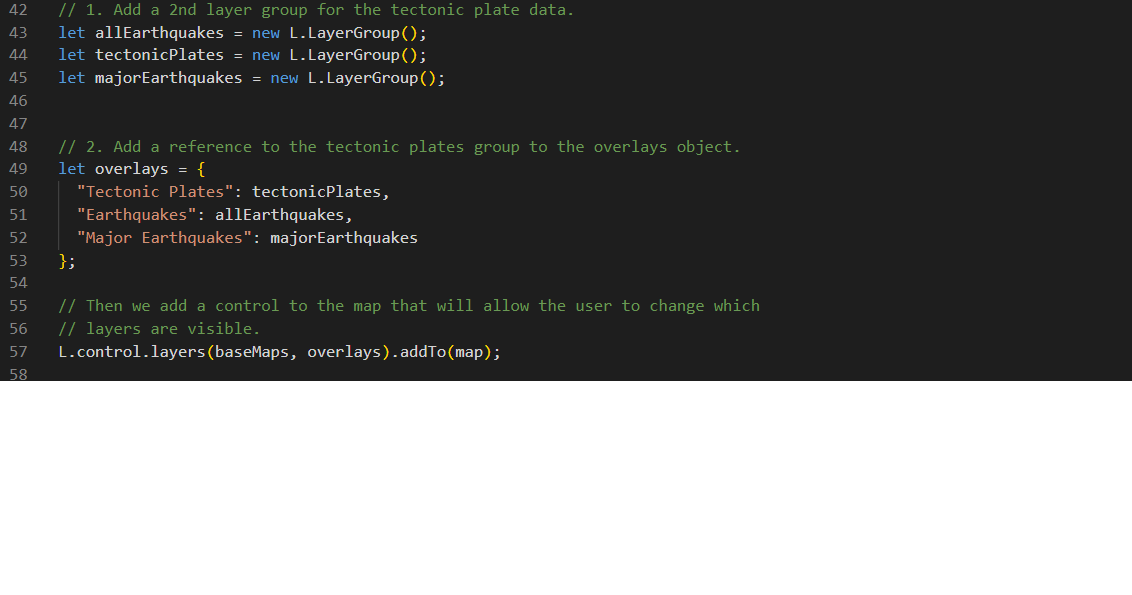 42 // 1. Add a 2nd layer group for the tectonic plate data.
43 let allEarthquakes = new L.LayerGroup();
44 let tectonicPlates = new L.LayerGroup();
45 let majorEarthquakes = new L.LayerGroup();
46
47
48 // 2. Add a reference to the tectonic plates group to the overlays object.
49 let overlays = {
50 "Tectonic Plates": tectonicPlates,
51 "Earthquakes": allEarthquakes,
52 "Major Earthquakes": majorEarthquakes
53 };
54
55 // Then we add a control to the map that will allow the user to change which
56 // layers are visible.
57 L.control.layers(baseMaps, overlays).addTo(map);
58